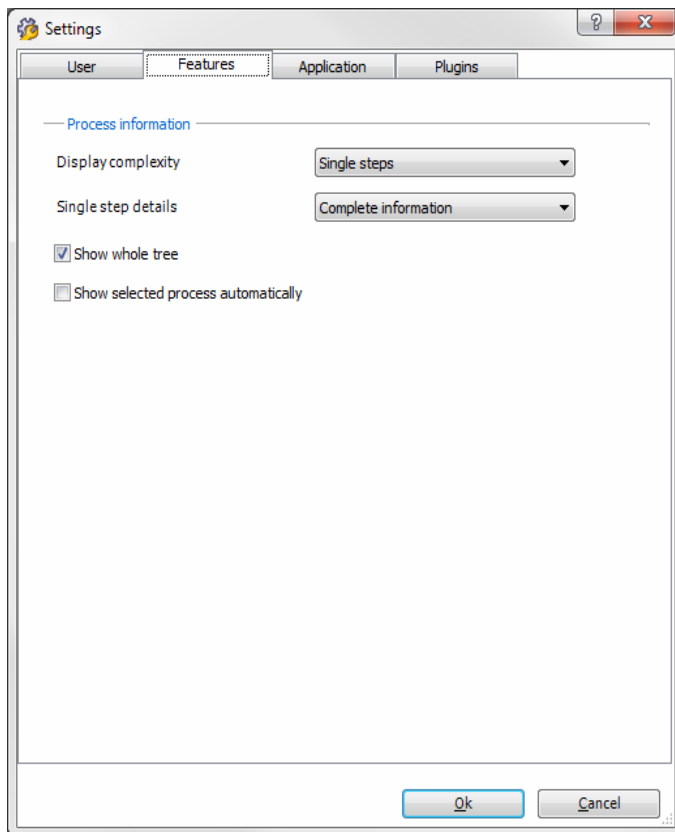 Settings
User Features Application Plugins
Process information
Display complexity Single steps
Single step details Complete information
Show whole tree
Show selected process automatically
Ok Cancel